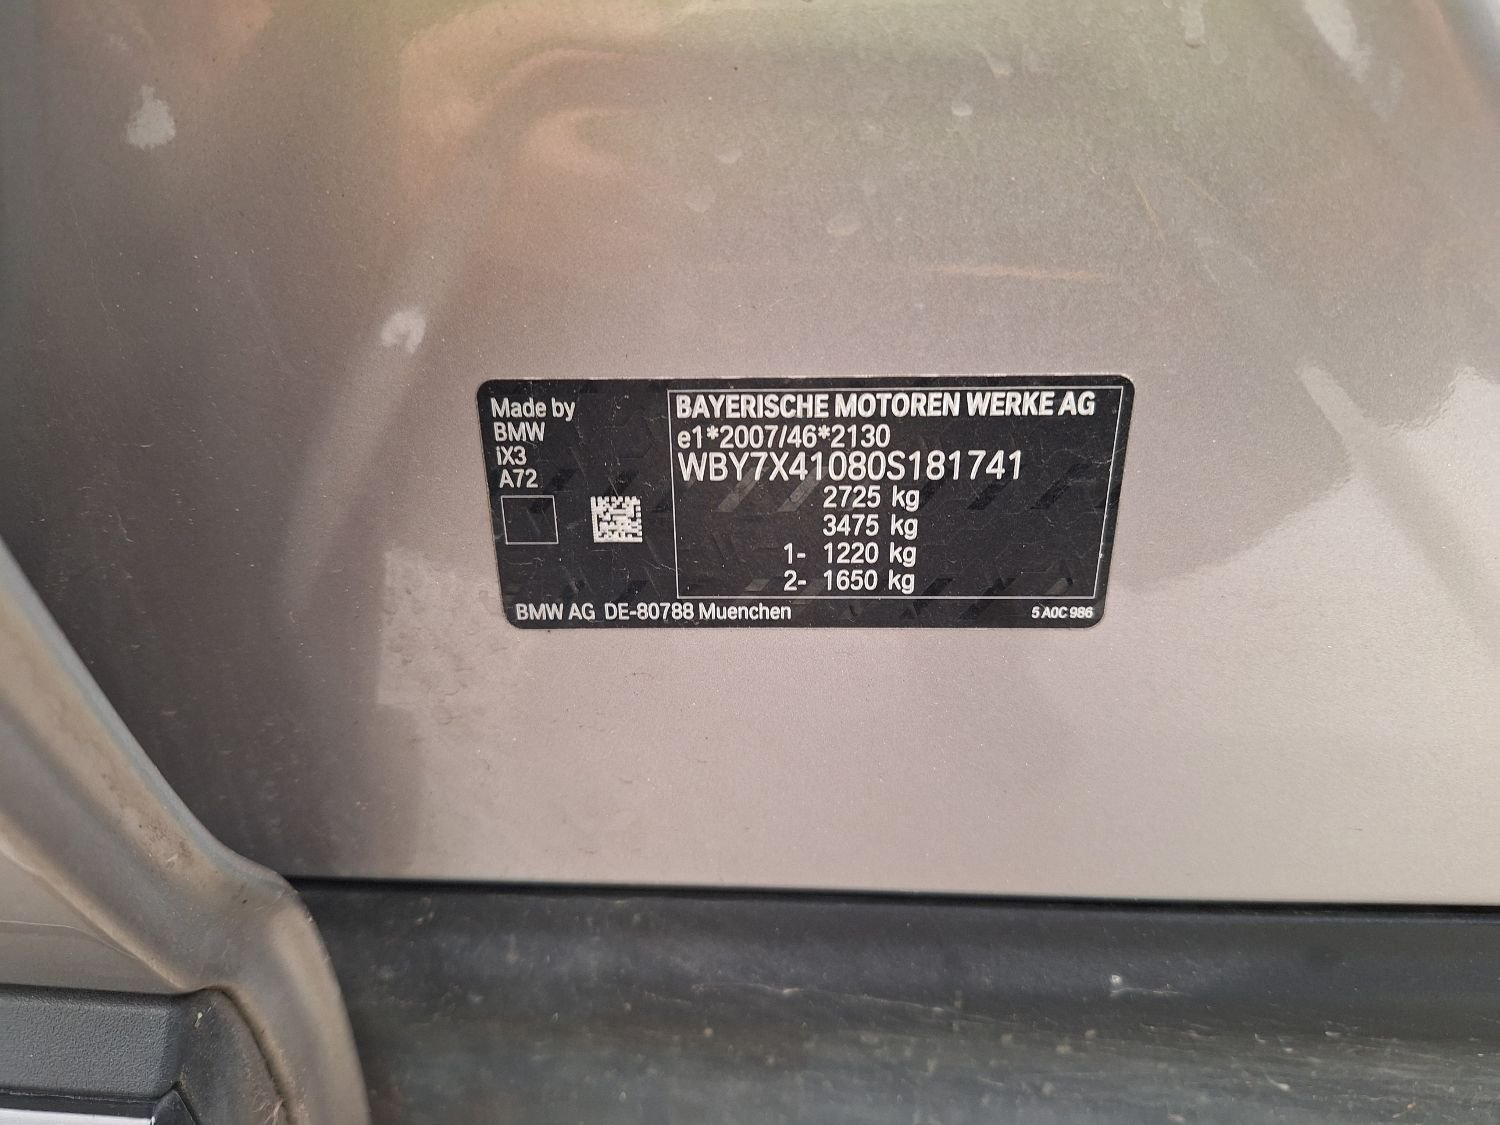 Made by
BMW
iX3
A72
BAYERISCHE MOTOREN WERKE AG
e1*2007/46*2130
WBY7X41080S181741
2725 kg
3475 kg
1- 1220 kg
2- 1650 kg
BMW AG DE-80788 Muenchen
5 A0C 986